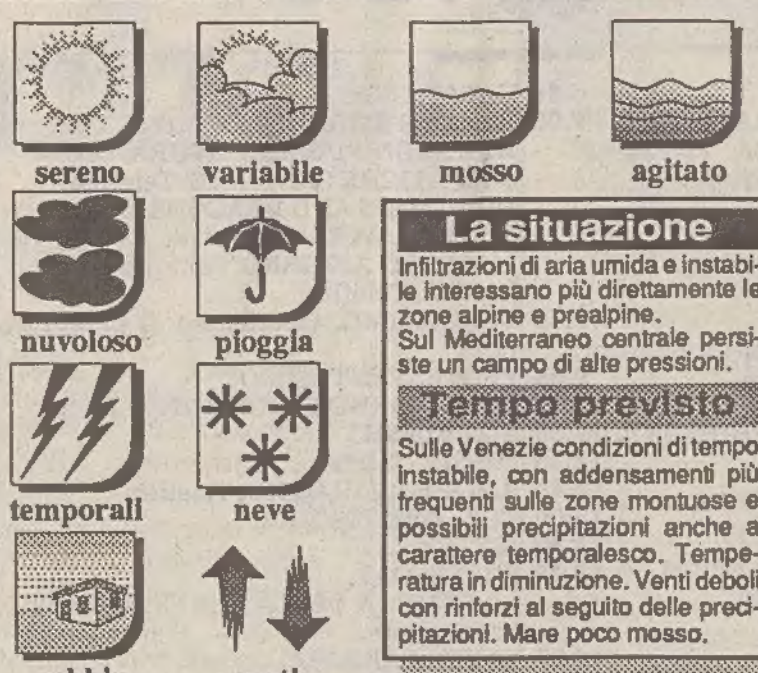 sereno
variabile
mosso
agitato
nuvoloso
pioggia
temporali
neve
La situazione
Infiltrazioni di aria umida e instabi-
le interessano più direttamente le
zone alpine e prealpine.
Sul Mediterraneo centrale persi-
ste un campo di alte pressioni.
Tempo previsto
Sulle Venezie condizioni di tempo
instabile, con addensamenti più
frequenti sulle zone montuose e
possibili precipitazioni anche a
carattere temporalesco. Tempe-
ratura in diminuzione. Venti deboli
con rinforzi al seguito delle preci-
pitazioni. Mare poco mosso.